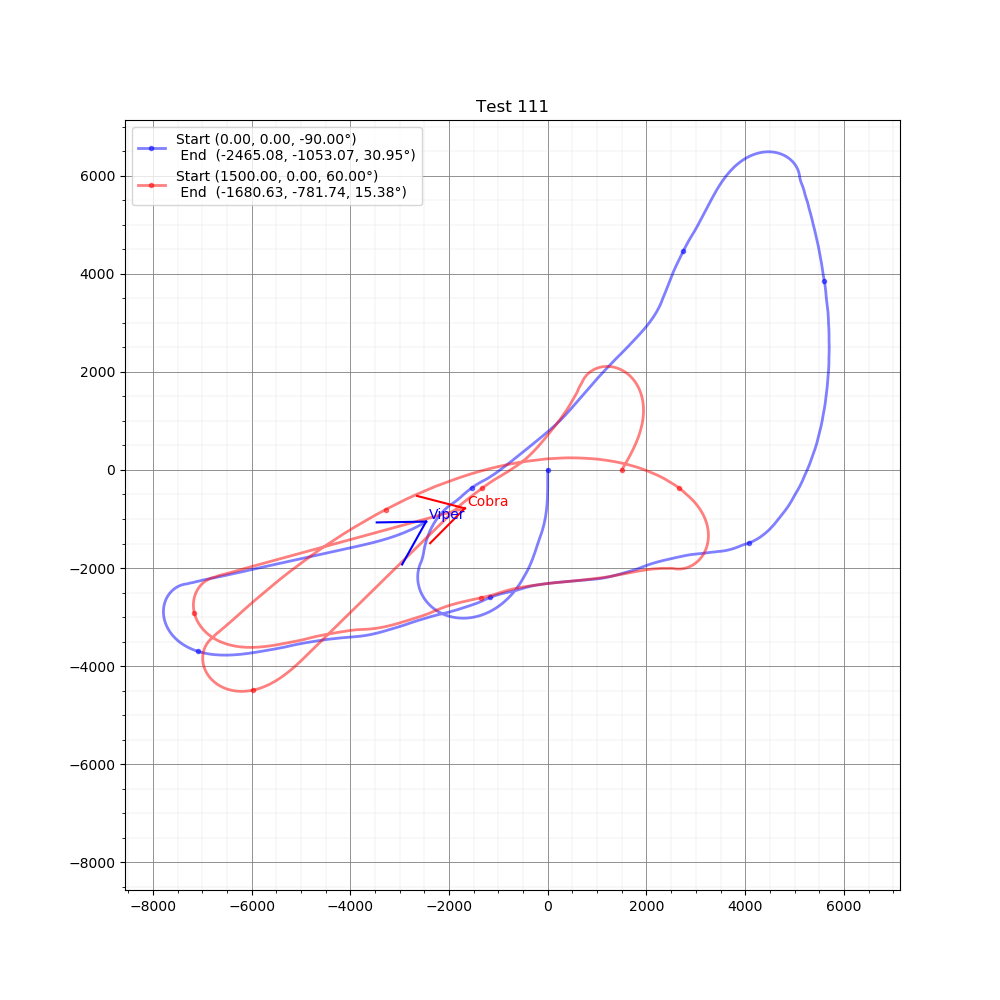 Test 111
Start (0.00, 0.00, -90.00°)
End (-2465.08, -1053.07, 30.95°)
Start (1500.00, 0.00, 60.00°)
End (-1680.63, -781.74, 15.38°)
6000
4000
2000
0
−2000
−4000
−6000
−8000
Cobra
Viper
−8000 −6000 −4000 −2000 0 2000 4000 6000